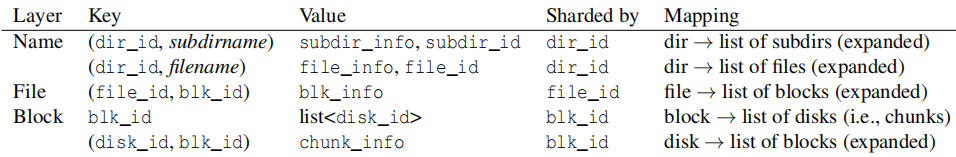 Layer Key Value Sharded by Mapping
Name (dir_id, subdirname) subdir_info, subdir_id dir_id dir → list of subdirs (expanded)
(dir_id, filename) file_info, file_id dir_id dir → list of files (expanded)
File (file_id, blk_id) blk_info file_id file → list of blocks (expanded)
Block blk_id list<disk_id> blk_id block → list of disks (i.e., chunks)
(disk_id, blk_id) chunk_info blk_id disk → list of blocks (expanded)